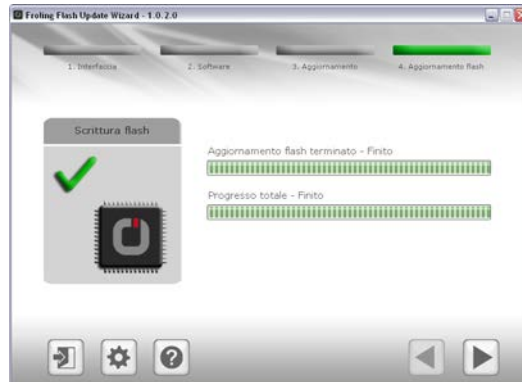 Froling Flash Update Wizard - 1.0.2.0
1. Interfaccia
2. Software
3. Aggiornamento
4. Aggiornamento flash
Scrittura flash
Aggiornamento flash terminato - Finito
Progresso totale - Finito